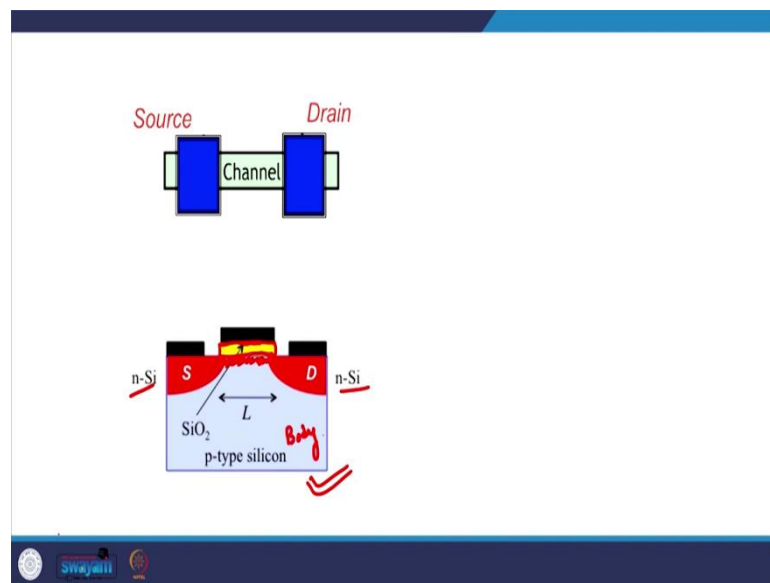 Source Drain
Channel
n-Si S D n-Si
L
SiO₂
Body
p-type silicon
swayam